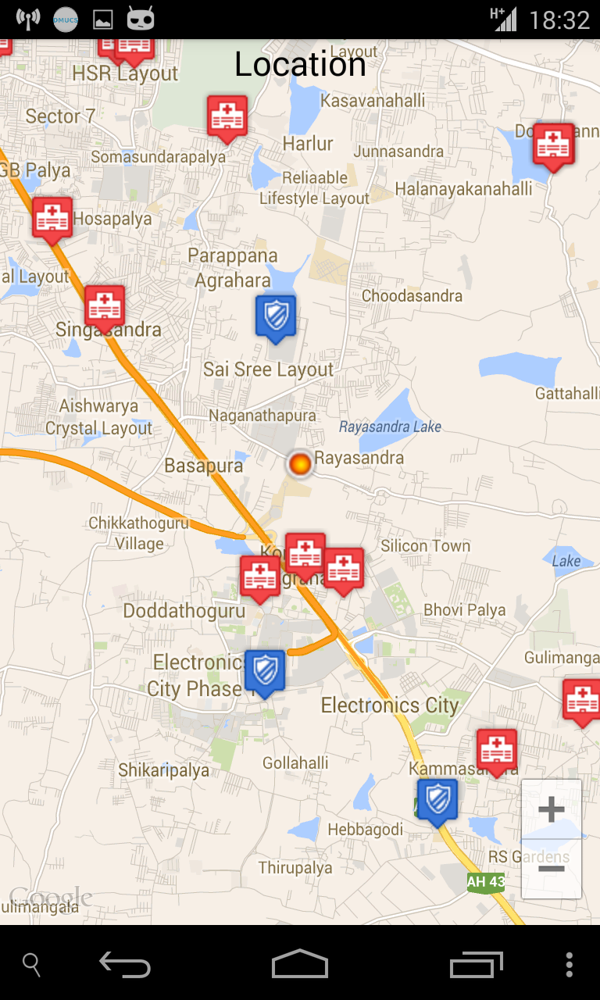 DMUCS
H+
18:32
Location
Layout
HSR Layout
Kasavanahalli
Sector 7
Harlur
Junnasandra
Somasundarapalya
GB Palya
Reliaable
Lifestyle Layout
Halanayakanahalli
Hosapalya
Parappana
Agrahara
al Layout
Choodasandra
Singasandra
Sai Sree Layout
Gattahalli
Aishwarya
Crystal Layout
Naganathapura
Rayasandra Lake
Basapura
Rayasandra
Chikkathoguru
Village
Silicon Town
Lake
Doddathoguru
Bhovi Palya
Gulimanga
Electronic
City Phase
Electronics City
Shikaripalya
Gollahalli
Hebbagodi
RS Gardens
Thirupalya
AH 43
Google
ulimangala
+
−